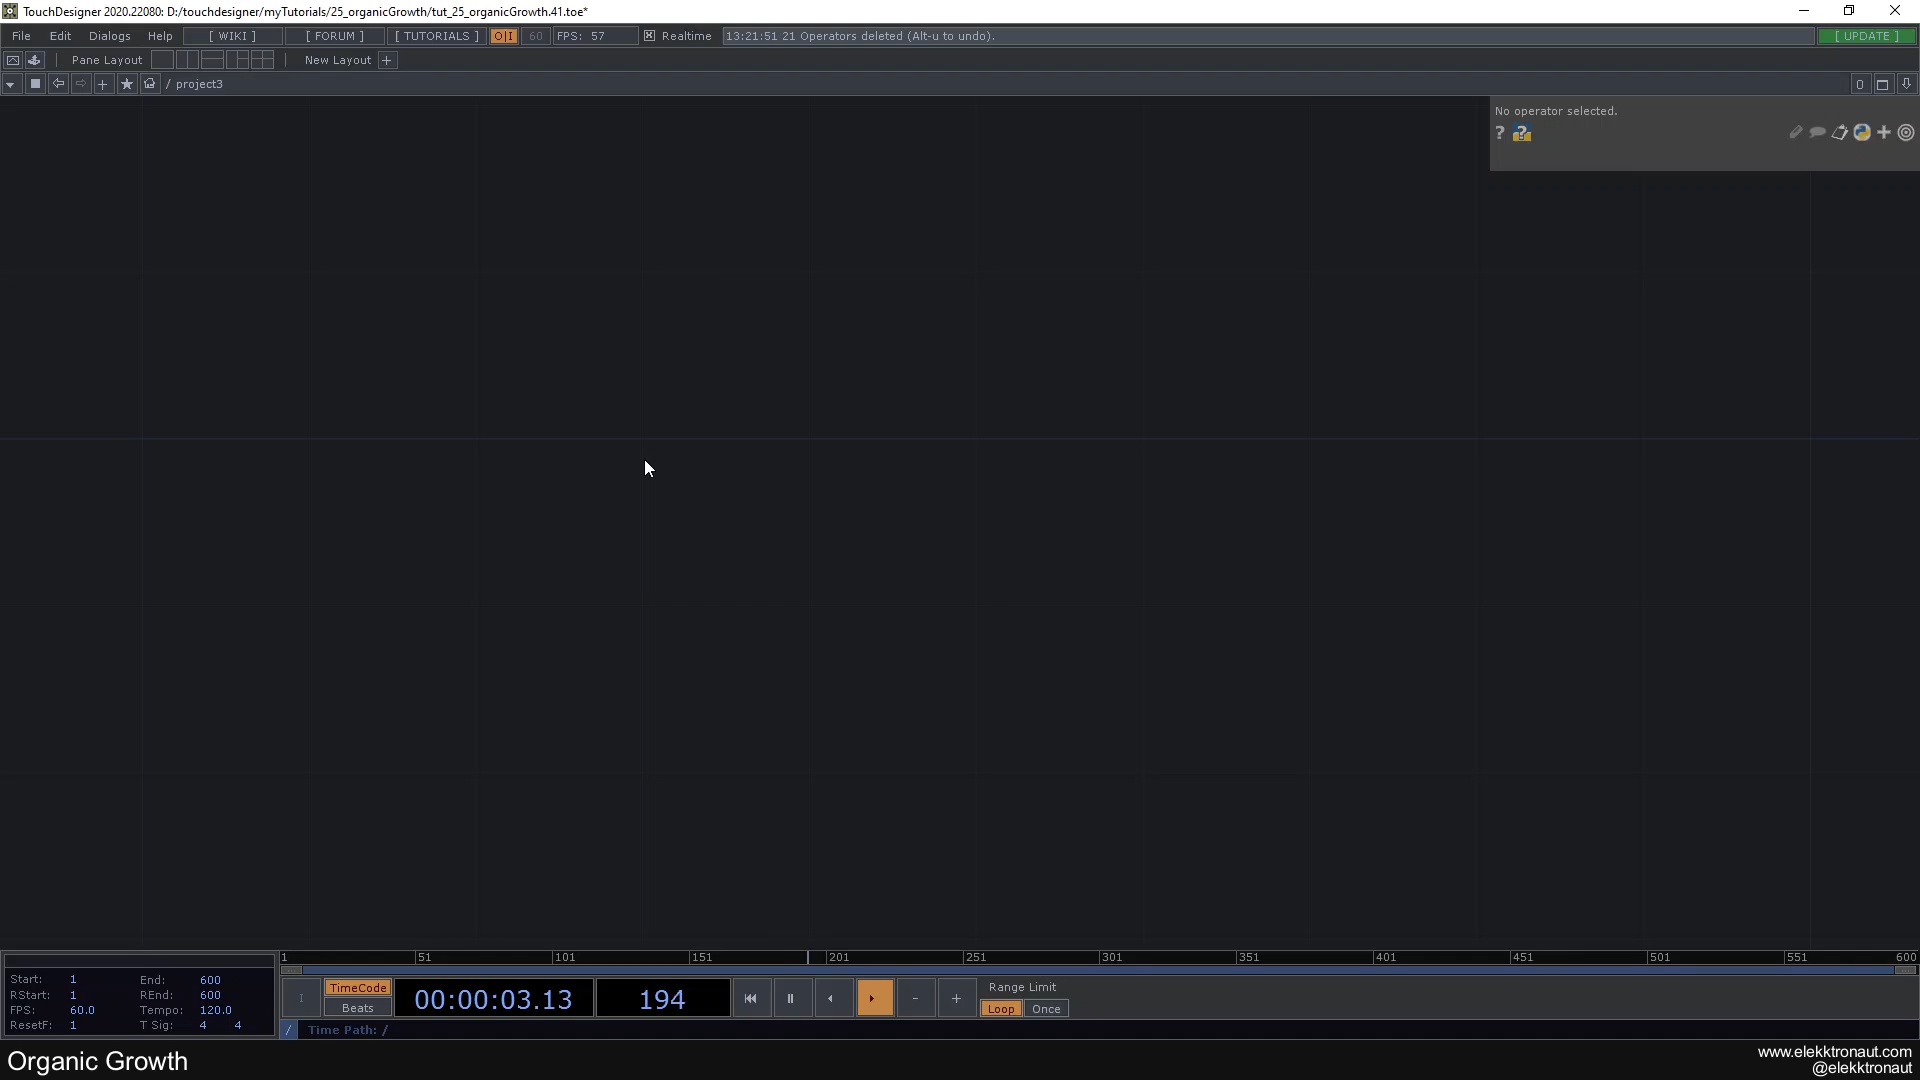 TouchDesigner 2020.22080: D:/touchdesigner/myTutorials/25_organicGrowth/tut_25_organicGrowth.41.toe*
File Edit Dialogs Help [ WIKI ] [ FORUM ] [ TUTORIALS ] O|I 60 FPS: 57 Realtime 13:21:51 21 Operators deleted (Alt-u to undo). [ UPDATE ]
Pane Layout New Layout +
/ project3 0
No operator selected.
? ?
1 51 101 151 201 251 301 351 401 451 501 551 600
Start: 1 End: 600
RStart: 1 REnd: 600
FPS: 60.0 Tempo: 120.0
ResetF: 1 T Sig: 4 4
I TimeCode Beats 00:00:03.13 194 - + Range Limit
Loop Once
/ Time Path: /
Organic Growth
www.elekktronaut.com
@elekktronaut